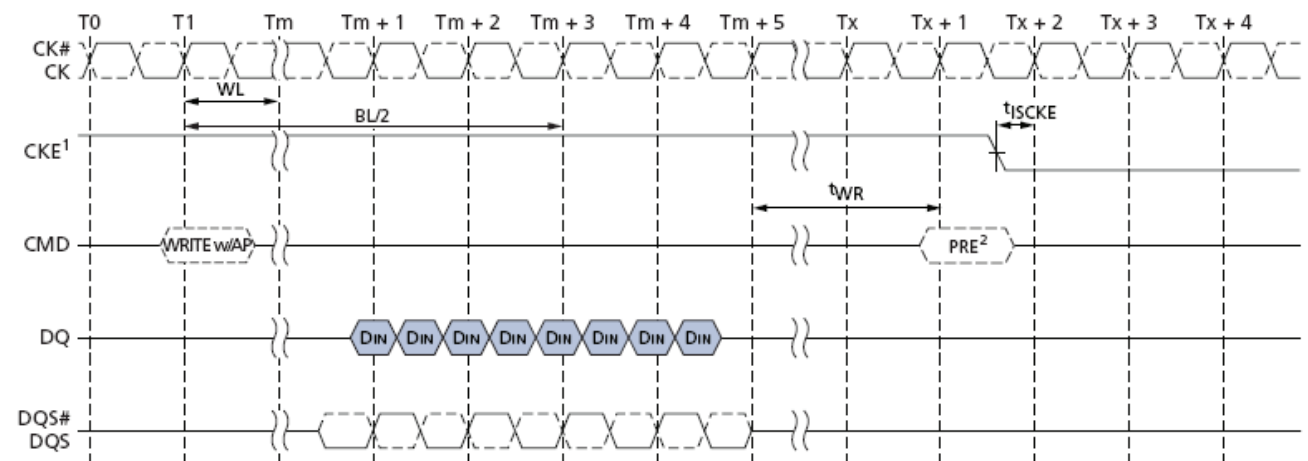 T0 T1 Tm Tm + 1 Tm + 2 Tm + 3 Tm + 4 Tm + 5 Tx Tx + 1 Tx + 2 Tx + 3 Tx + 4
CK#
CK
WL
BL/2
tISCKE
CKE1
tWR
CMD WRITE w/AP PRE2
DQ DIN DIN DIN DIN DIN DIN DIN DIN
DQS#
DQS